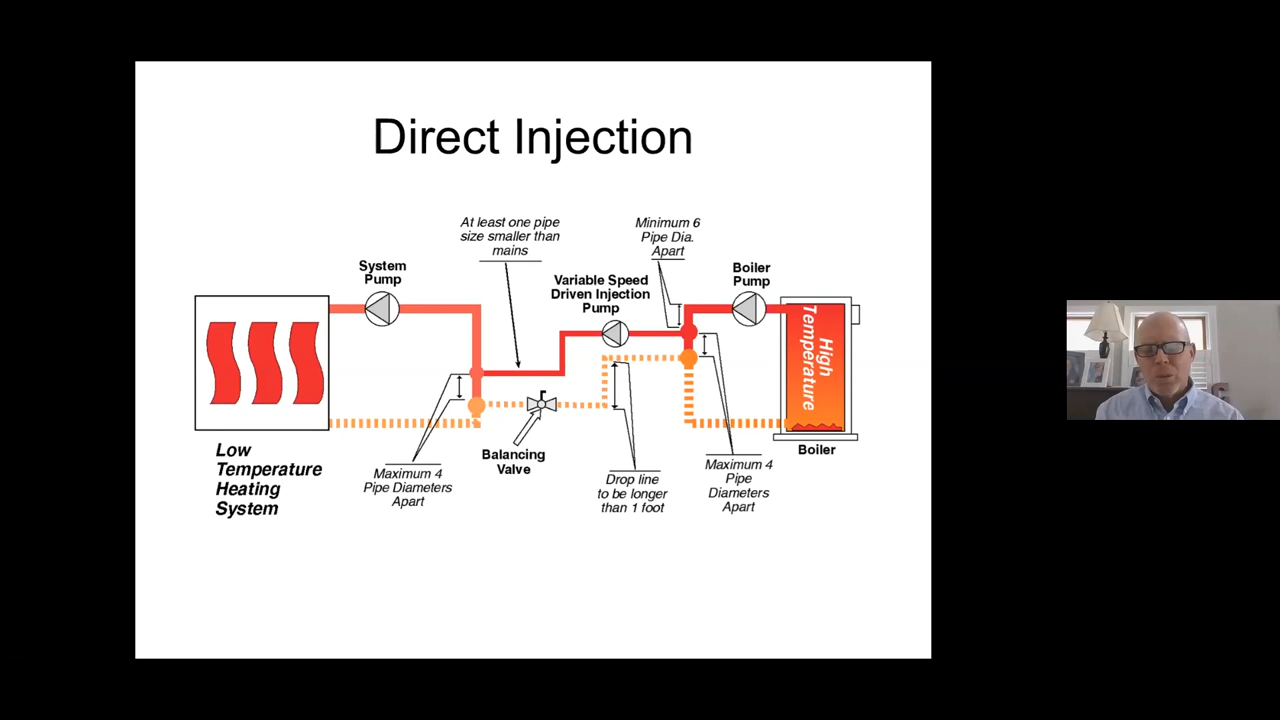 Direct Injection
At least one pipe
size smaller than
mains
Minimum 6
Pipe Dia.
Apart
System
Pump
Variable Speed
Driven Injection
Pump
Boiler
Pump
High
Temperature
Low
Temperature
Heating
System
Maximum 4
Pipe Diameters
Apart
Balancing
Valve
Drop line
to be longer
than 1 foot
Maximum 4
Pipe
Diameters
Apart
Boiler